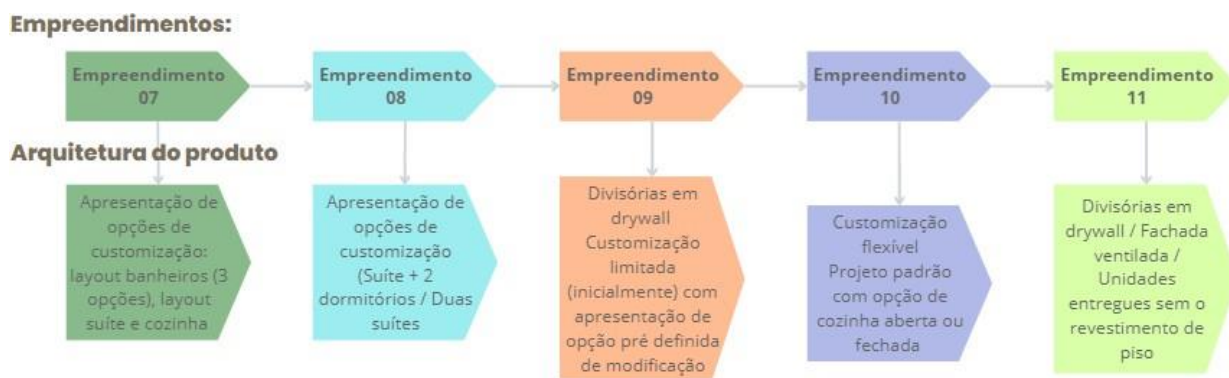 Empreendimentos:
Empreendimento
07
Empreendimento
08
Empreendimento
09
Empreendimento
10
Empreendimento
11
Arquitetura do produto
Apresentação de
opções de
customização:
layout banheiros (3
opções), layout
suíte e cozinha
Apresentação de
opções de
customização
(Suíte + 2
dormitórios / Duas
suítes
Divisórias em
drywall
Customização
limitada
(inicialmente) com
apresentação de
opção pré definida
de modificação
Customização
flexível
Projeto padrão
com opção de
cozinha aberta ou
fechada
Divisórias em
drywall / Fachada
ventilada /
Unidades
entregues sem o
revestimento de
piso